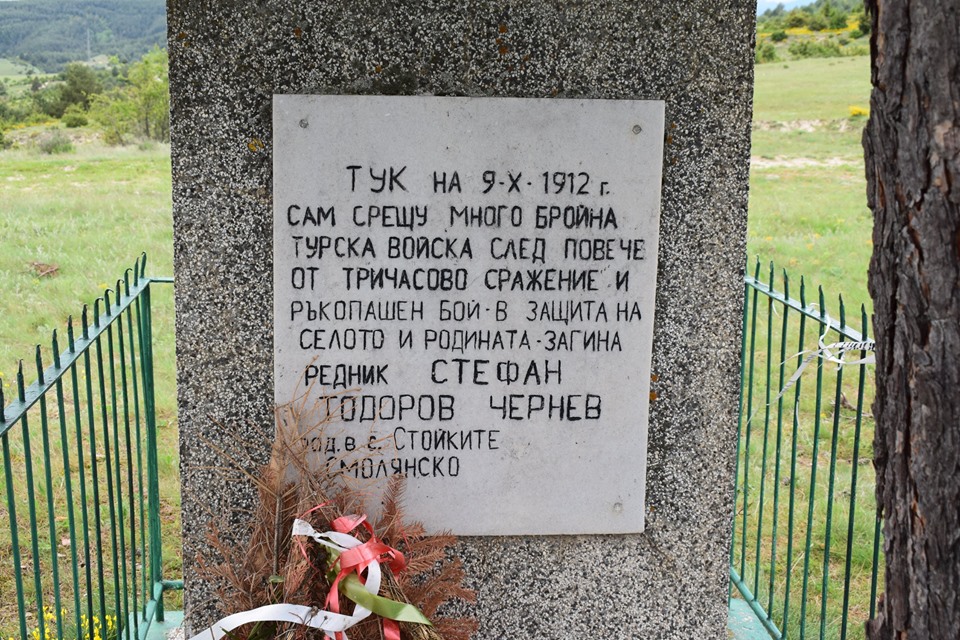 ТУК НА 9-X-1912 г.
САМ СРЕЩУ МНОГО БРОЙНА
ТУРСКА ВОЙСКА СЛЕД ПОВЕЧЕ
ОТ ТРИЧАСОВО СРАЖЕНИЕ И
РЪКОПАШЕН БОЙ-В ЗАЩИТА НА
СЕЛОТО И РОДИНАТА-ЗАГИНА
РЕДНИК СТЕФАН
ТОДОРОВ ЧЕРНЕВ
РОД. В С. СТОЙКИТЕ
СМОЛЯНСКО